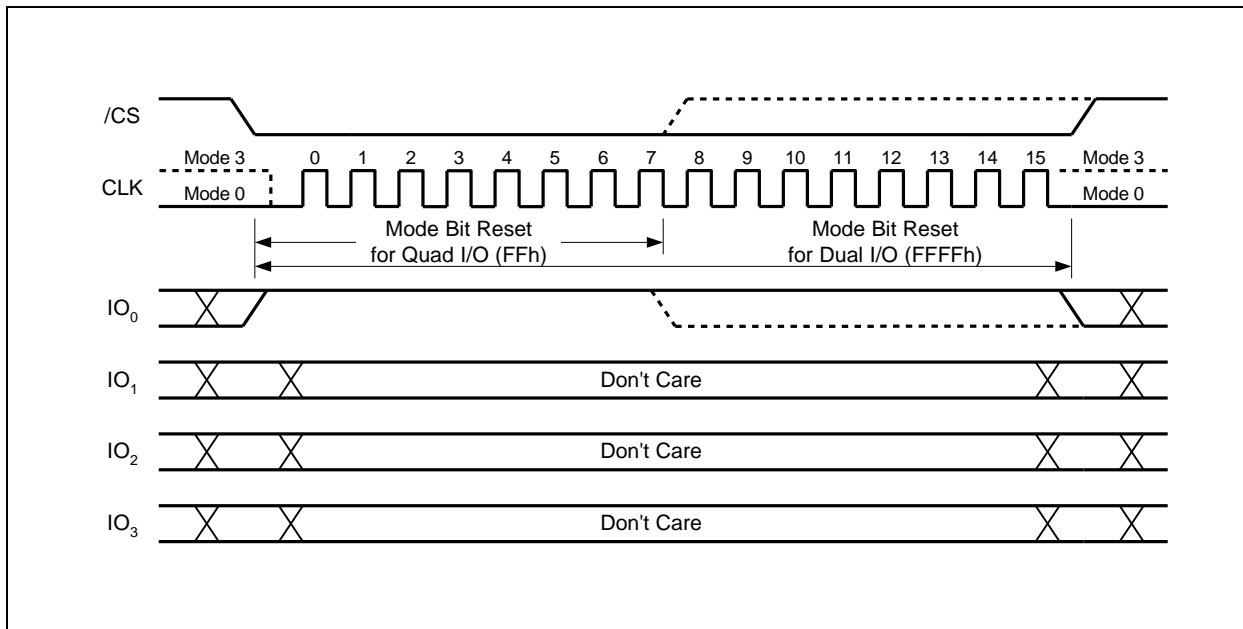 /CS
Mode 3 0 1 2 3 4 5 6 7 8 9 10 11 12 13 14 15 Mode 3
CLK
Mode 0 Mode 0
Mode Bit Reset Mode Bit Reset
for Quad I/O (FFh) for Dual I/O (FFFFh)
IO0
IO1 Don't Care
IO2 Don't Care
IO3 Don't Care